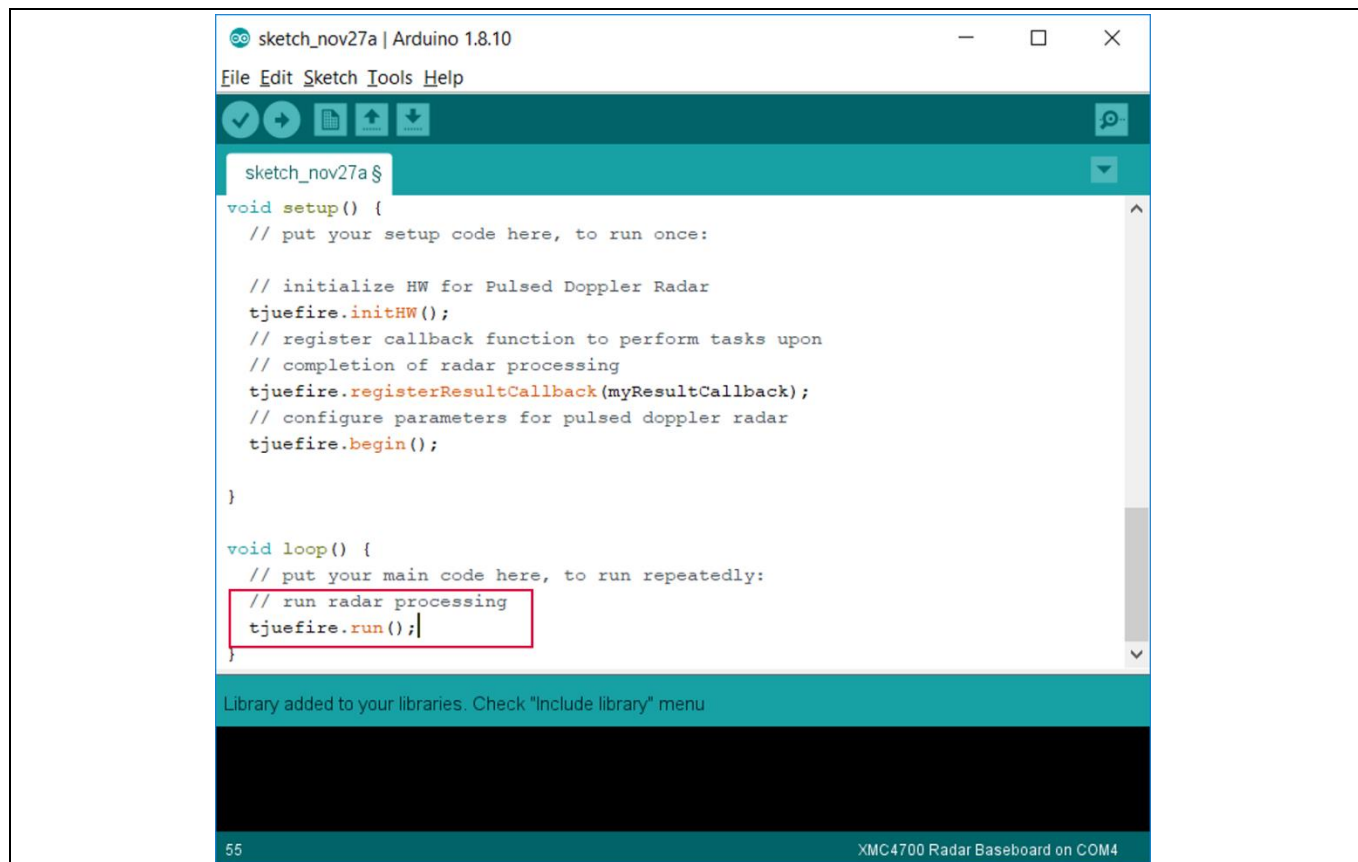 sketch_nov27a | Arduino 1.8.10
File Edit Sketch Tools Help
sketch_nov27a §
void setup() {
// put your setup code here, to run once:
// initialize HW for Pulsed Doppler Radar
tjuefire.initHW();
// register callback function to perform tasks upon
// completion of radar processing
tjuefire.registerResultCallback(myResultCallback);
// configure parameters for pulsed doppler radar
tjuefire.begin();
}
void loop() {
// put your main code here, to run repeatedly:
// run radar processing
tjuefire.run();
}
Library added to your libraries. Check "Include library" menu
55 XMC4700 Radar Baseboard on COM4